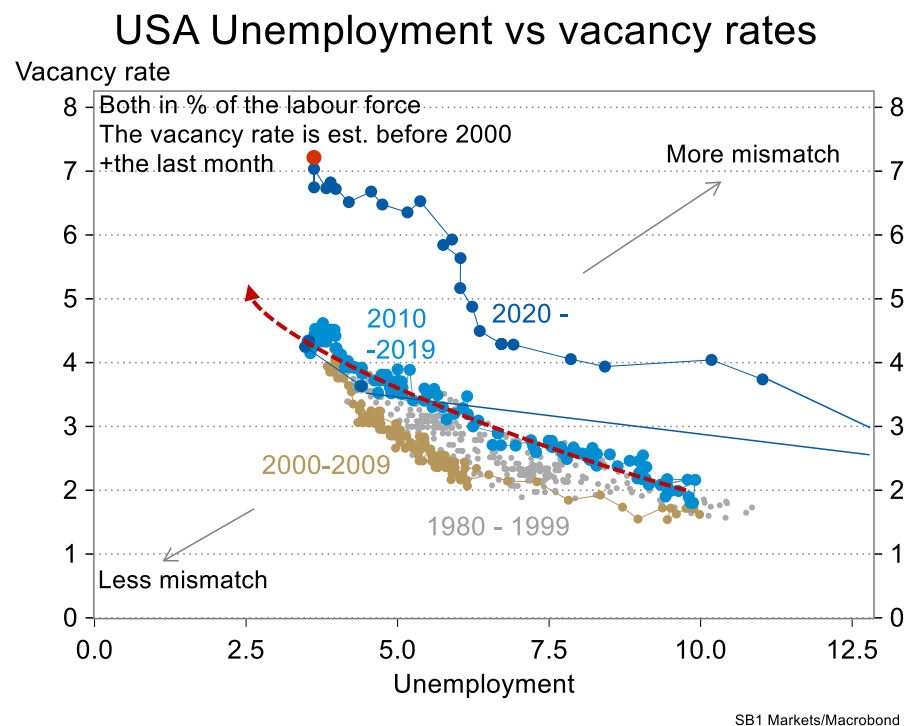 USA Unemployment vs vacancy rates
Vacancy rate
8 Both in % of the labour force 8
The vacancy rate is est. before 2000
+the last month
More mismatch
7 7
6 6
5 5
2010
-2019
2020 -
4 4
3 3
2000-2009
2 2
1980 - 1999
1 1
Less mismatch
0 0
0.0 2.5 5.0 7.5 10.0 12.5
Unemployment
SB1 Markets/Macrobond